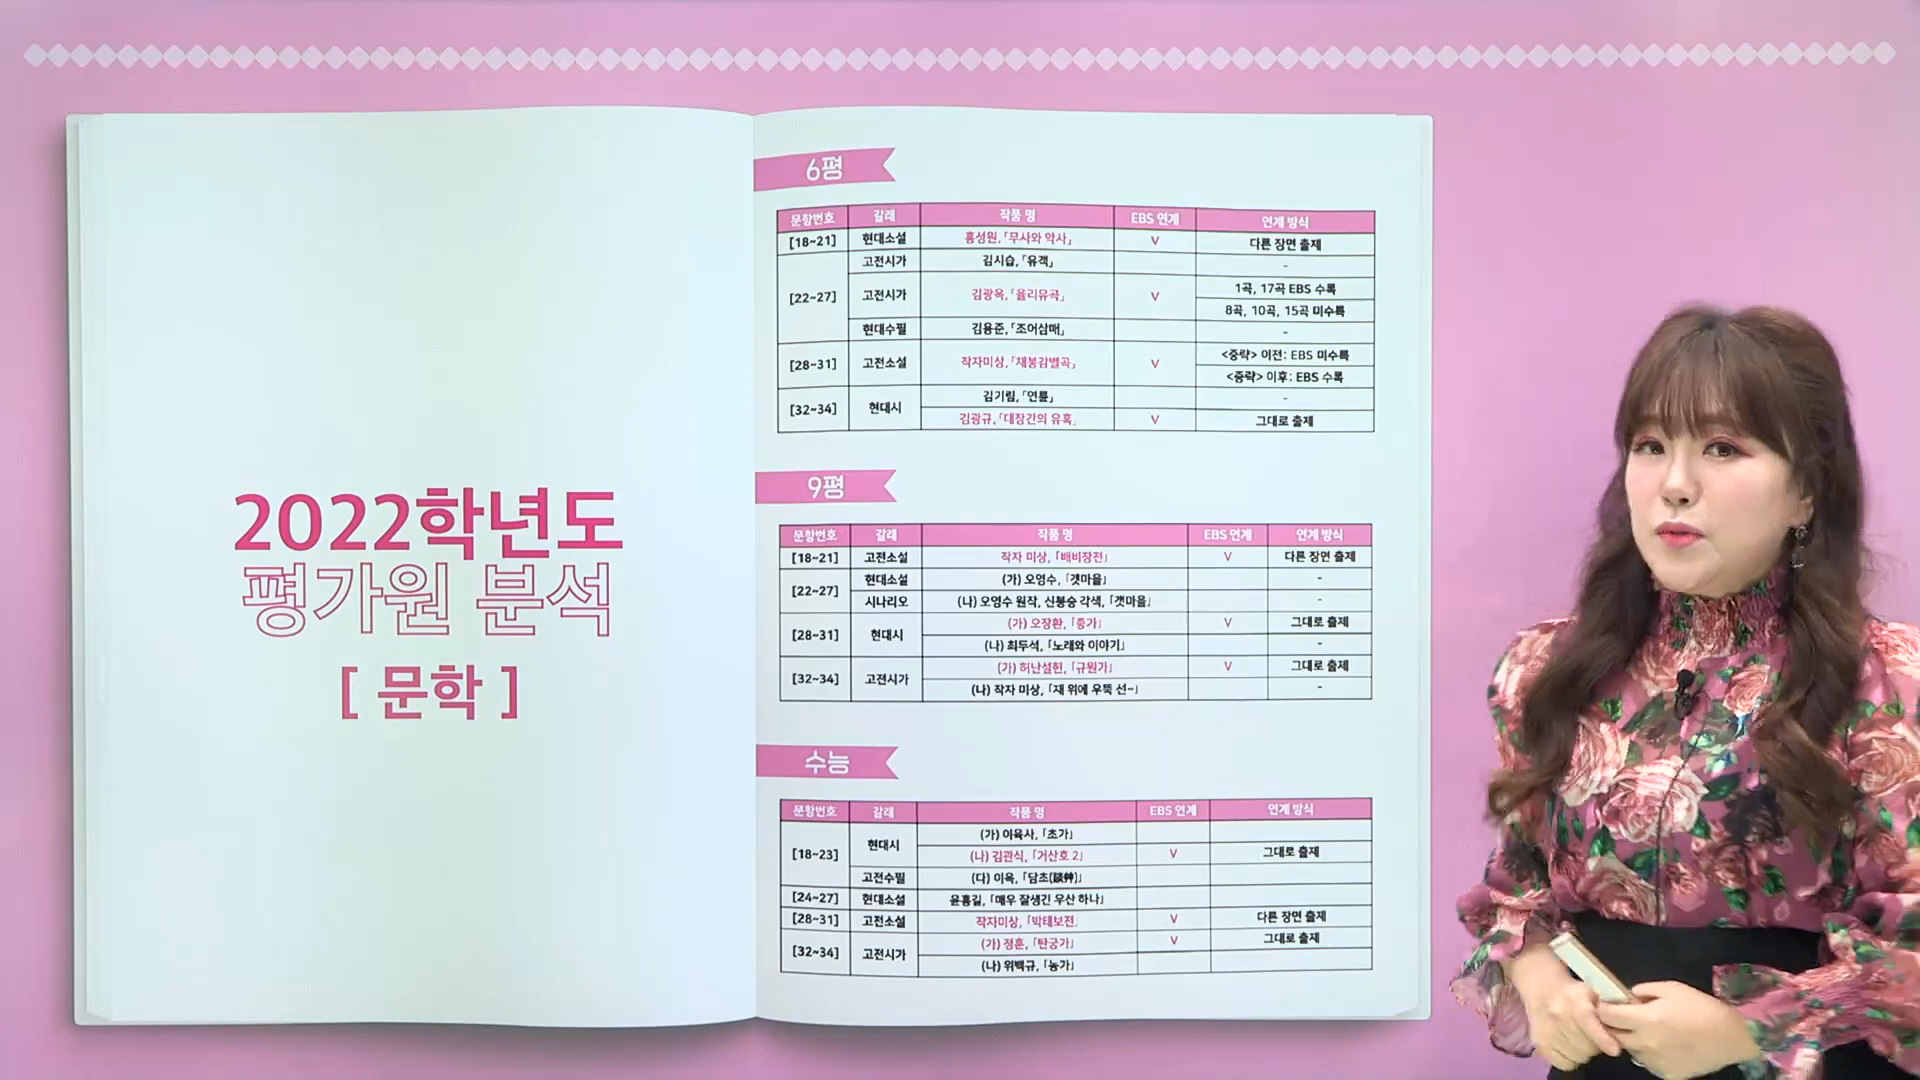 2022학년도
평가원 분석
[ 문학 ]
6평
문항번호 갈래 작품 명 EBS 연계 연계 방식
[18~21] 현대소설 홍성원, 「무사와 악사」 V 다른 장면 출제
[22~27] 고전시가 김시습, 「유객」 -
고전시가 김광욱, 「율리유곡」 V 1곡, 17곡 EBS 수록
8곡, 10곡, 15곡 미수록
현대수필 김용준, 「조어삼매」 -
[28~31] 고전소설 작자미상, 「채봉감별곡」 V <중략> 이전: EBS 미수록
<중략> 이후: EBS 수록
[32~34] 현대시 김기림, 「연륜」 -
김광규, 「대장간의 유혹」 V 그대로 출제
9평
문항번호 갈래 작품 명 EBS 연계 연계 방식
[18~21] 고전소설 작자 미상, 「배비장전」 V 다른 장면 출제
[22~27] 현대소설 (가) 오영수, 「갯마을」 -
시나리오 (나) 오영수 원작, 신봉승 각색, 「갯마을」 -
[28~31] 현대시 (가) 오장환, 「종가」 V 그대로 출제
(나) 최두석, 「노래와 이야기」 -
[32~34] 고전시가 (가) 허난설헌, 「규원가」 V 그대로 출제
(나) 작자 미상, 「재 위에 우뚝 선~」 -
수능
문항번호 갈래 작품 명 EBS 연계 연계 방식
[18~23] 현대시 (가) 이육사, 「초가」
(나) 김관식, 「거산호 2」 V 그대로 출제
고전수필 (다) 이옥, 「담초(談艸)」
[24~27] 현대소설 윤흥길, 「매우 잘생긴 우산 하나」
[28~31] 고전소설 작자미상, 「박태보전」 V 다른 장면 출제
[32~34] 고전시가 (가) 정훈, 「탄궁가」 V 그대로 출제
(나) 위백규, 「농가」